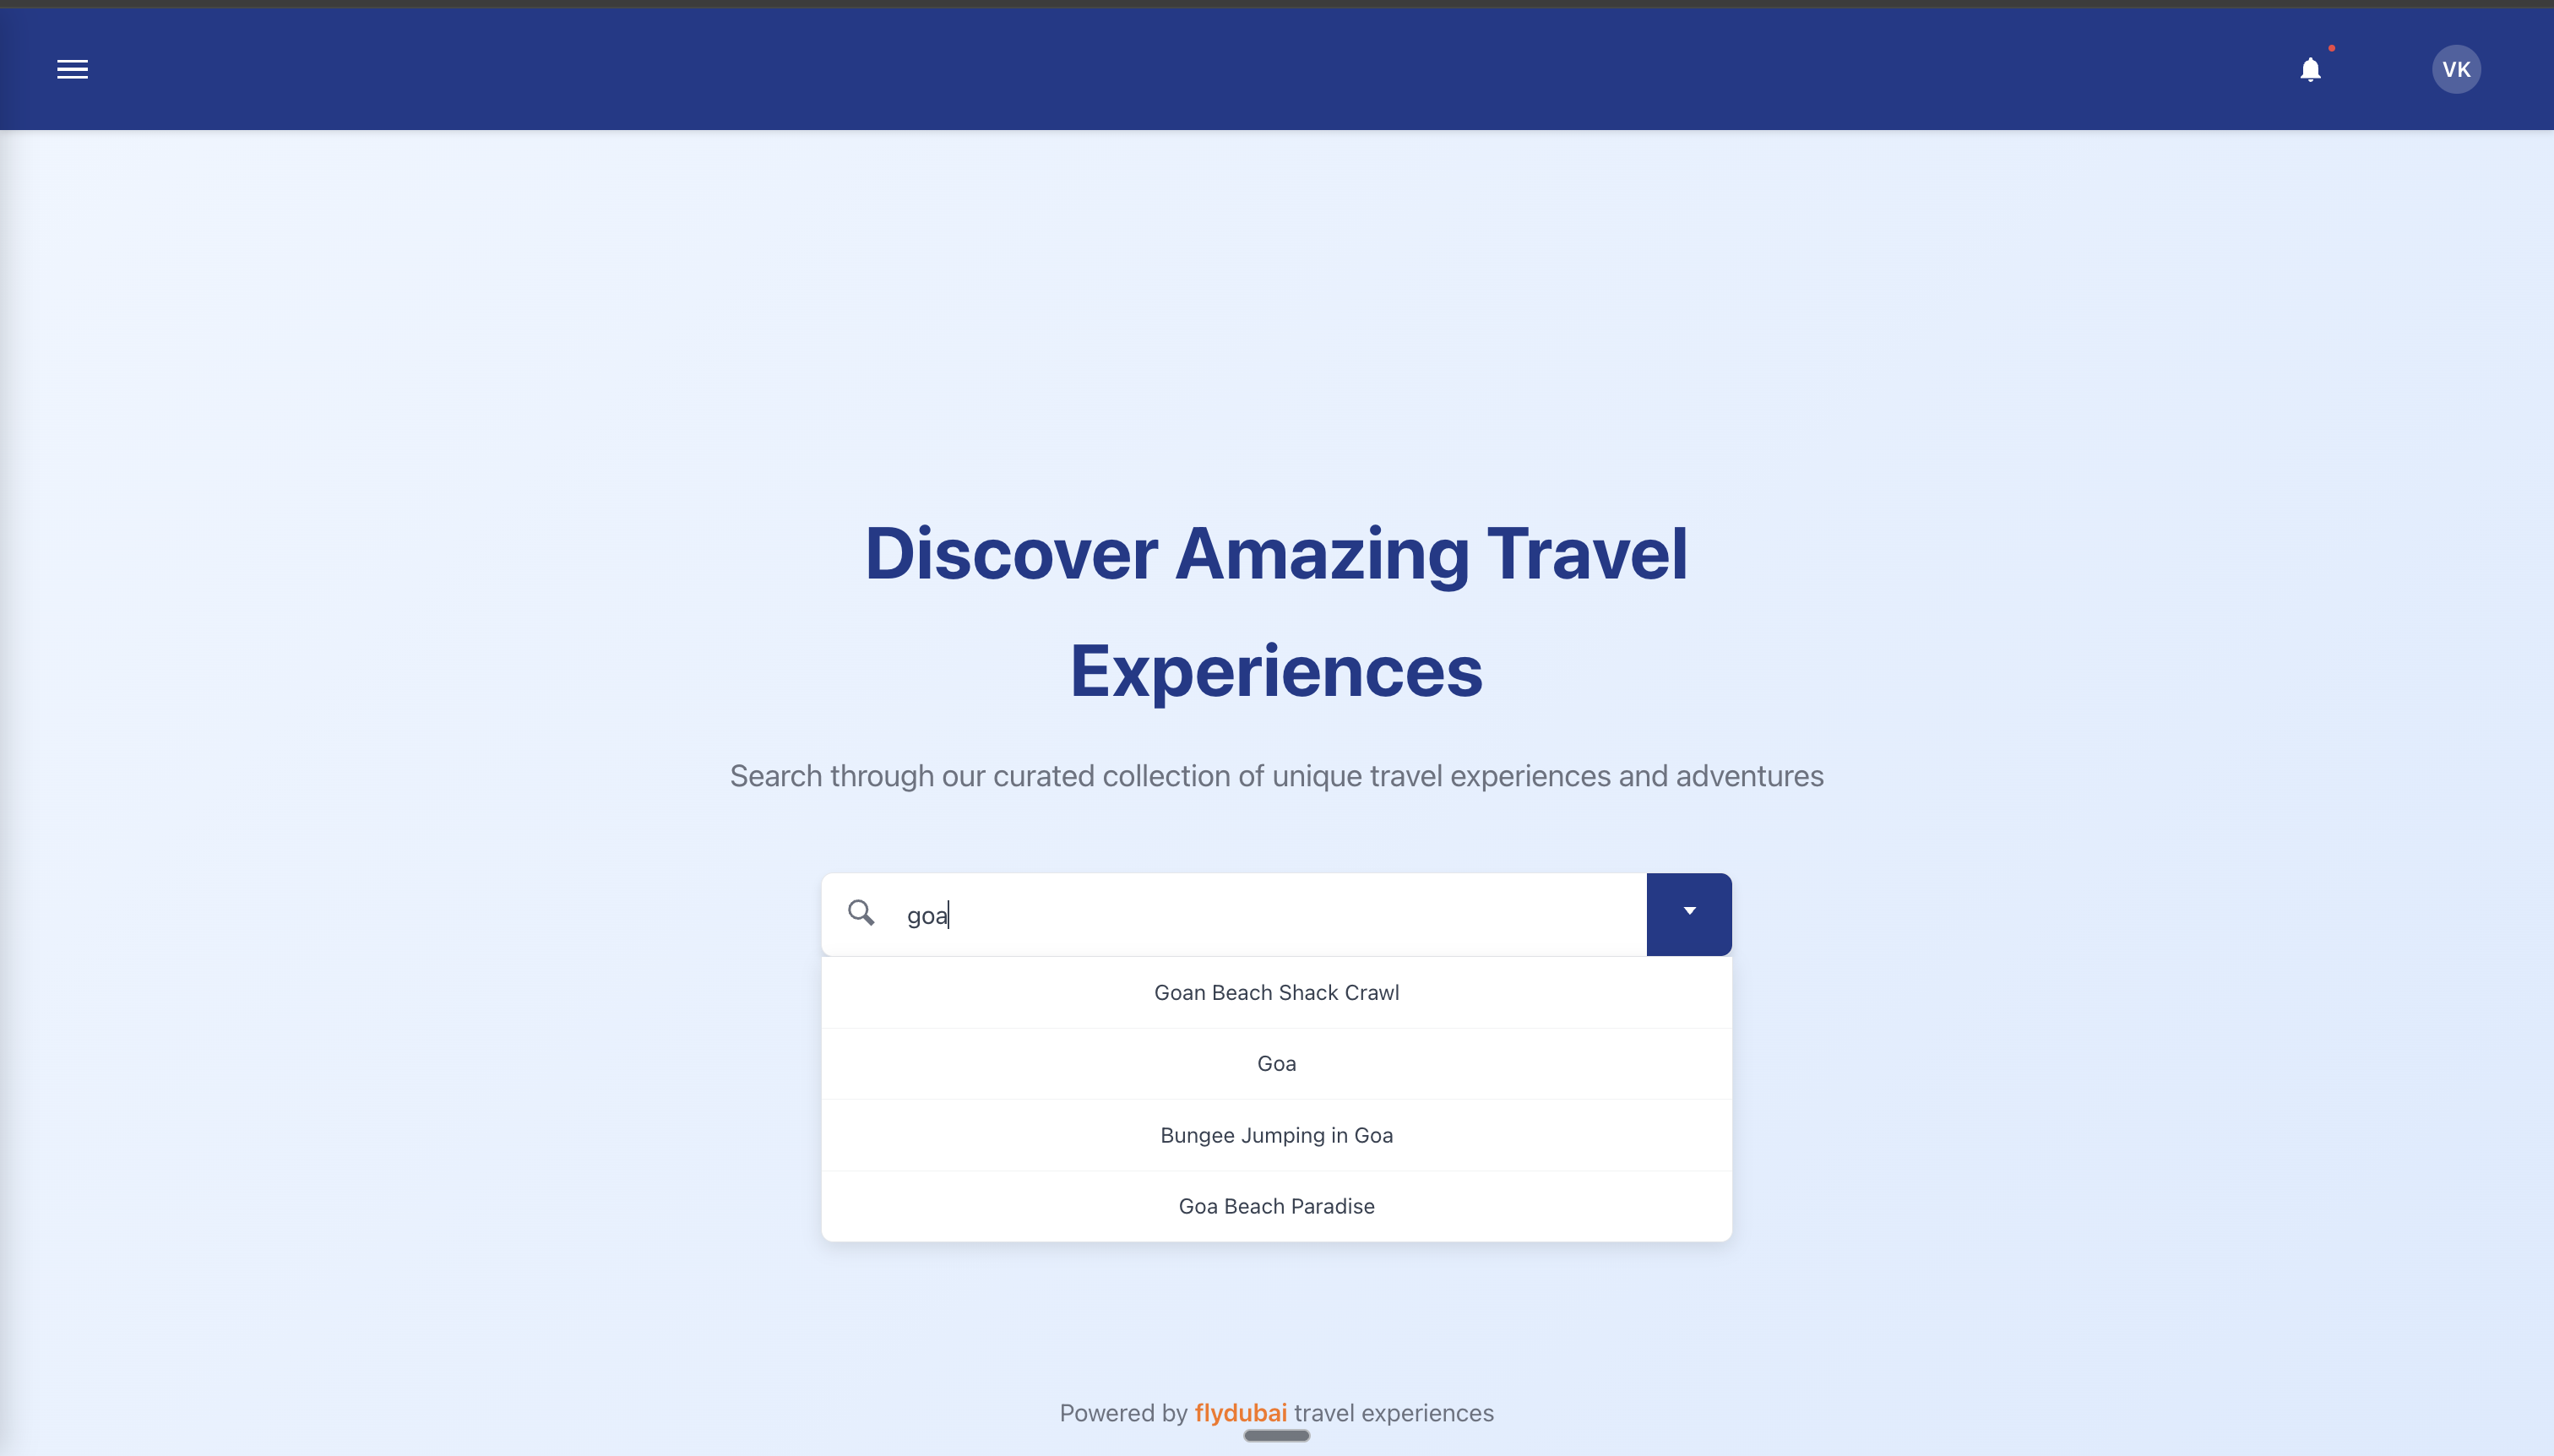 VK
Discover Amazing Travel
Experiences
Search through our curated collection of unique travel experiences and adventures
goa
Goan Beach Shack Crawl
Goa
Bungee Jumping in Goa
Goa Beach Paradise
Powered by flydubai travel experiences